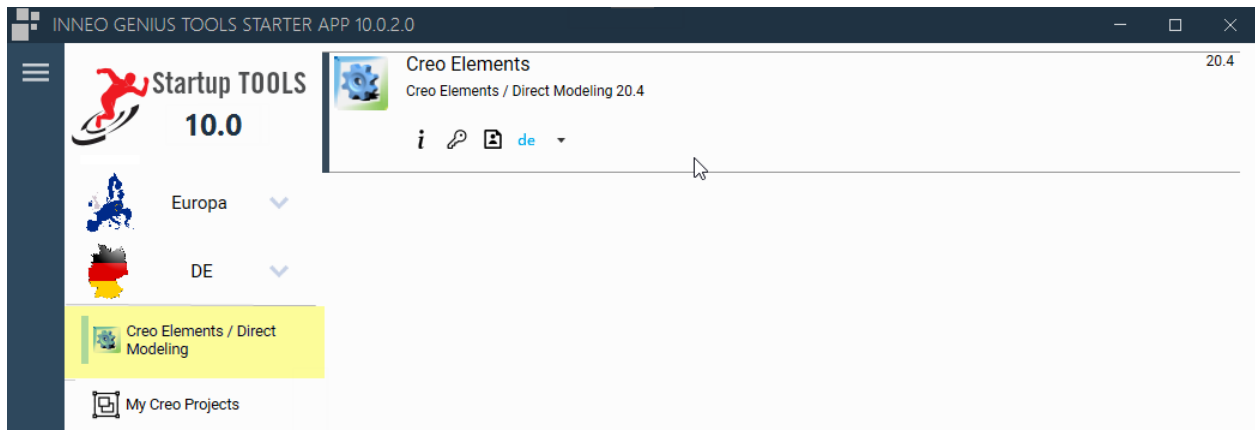 INNEO GENIUS TOOLS STARTER APP 10.0.2.0
Startup TOOLS
10.0
Europa
DE
Creo Elements / Direct
Modeling
My Creo Projects
Creo Elements
20.4
Creo Elements / Direct Modeling 20.4
i
de